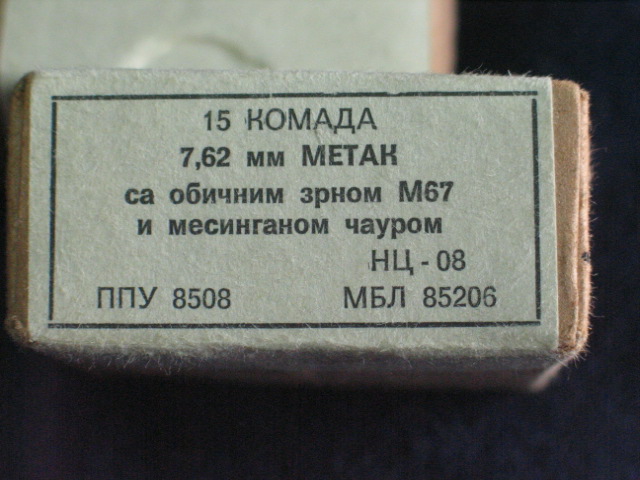 15 КОМАДА
7,62 мм МЕТАК
са обичним зрном М67
и месинганом чауром
НЦ - 08
ППУ 8508 МБЛ 85206